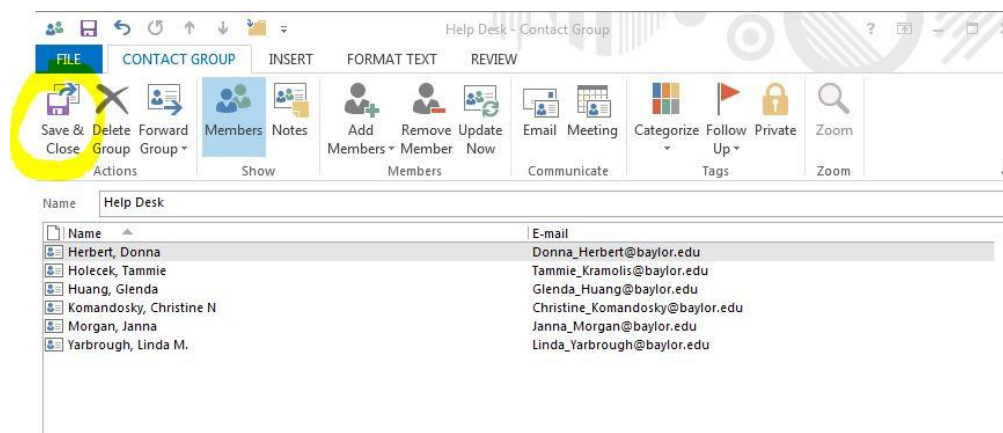 Help Desk - Contact Group ?
FILE CONTACT GROUP INSERT FORMAT TEXT REVIEW
Save & Close Delete Group Forward Group Members Notes Add Members Remove Member Update Now Email Meeting Categorize Follow Up Private Zoom
Actions Show Members Communicate Tags Zoom
Name Help Desk
Name E-mail
Herbert, Donna Donna_Herbert@baylor.edu
Holecek, Tammie Tammie_Kramolis@baylor.edu
Huang, Glenda Glenda_Huang@baylor.edu
Komandosky, Christine N Christine_Komandosky@baylor.edu
Morgan, Janna Janna_Morgan@baylor.edu
Yarbrough, Linda M. Linda_Yarbrough@baylor.edu